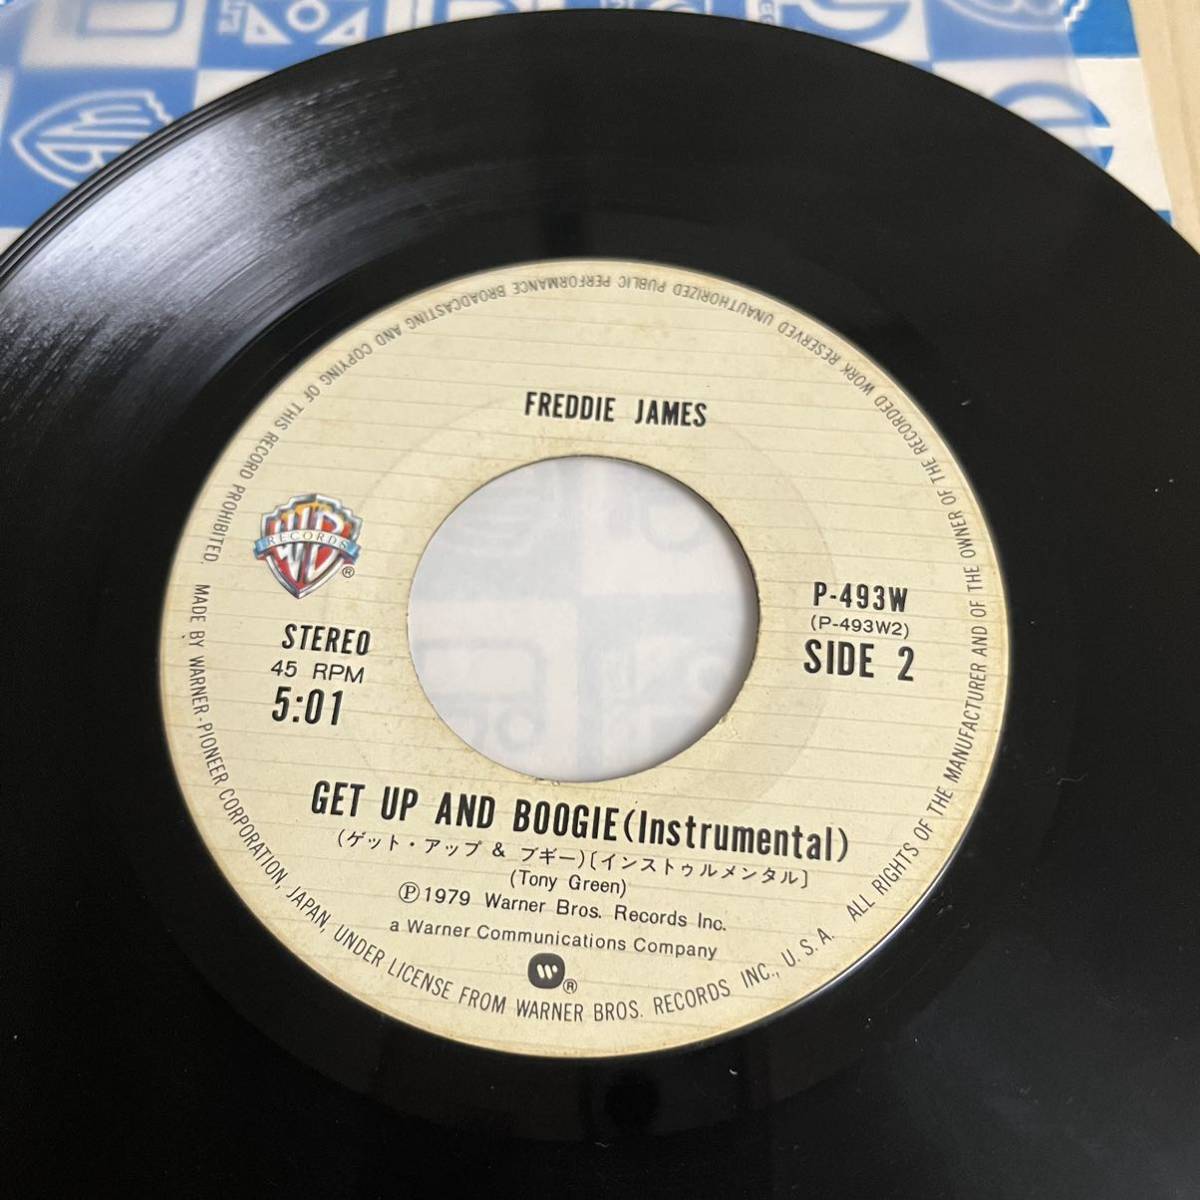 FREDDIE JAMES
WB
RECORDS
®
STEREO
45 RPM
5:01
P-493W
(P-493W2)
SIDE 2
GET UP AND BOOGIE(Instrumental)
(ゲット・アップ & ブギー)[インストゥルメンタル]
(Tony Green)
Ⓟ1979 Warner Bros. Records Inc.
a Warner Communications Company
®
MADE BY WARNER-PIONEER CORPORATION, JAPAN, UNDER LICENSE FROM WARNER BROS. RECORDS INC., U.S.A.
ALL RIGHTS OF THE MANUFACTURER AND OF THE OWNER OF THE RECORDED WORK RESERVED UNAUTHORIZED PUBLIC PERFORMANCE BROADCASTING AND COPYING OF THIS RECORD PROHIBITED.